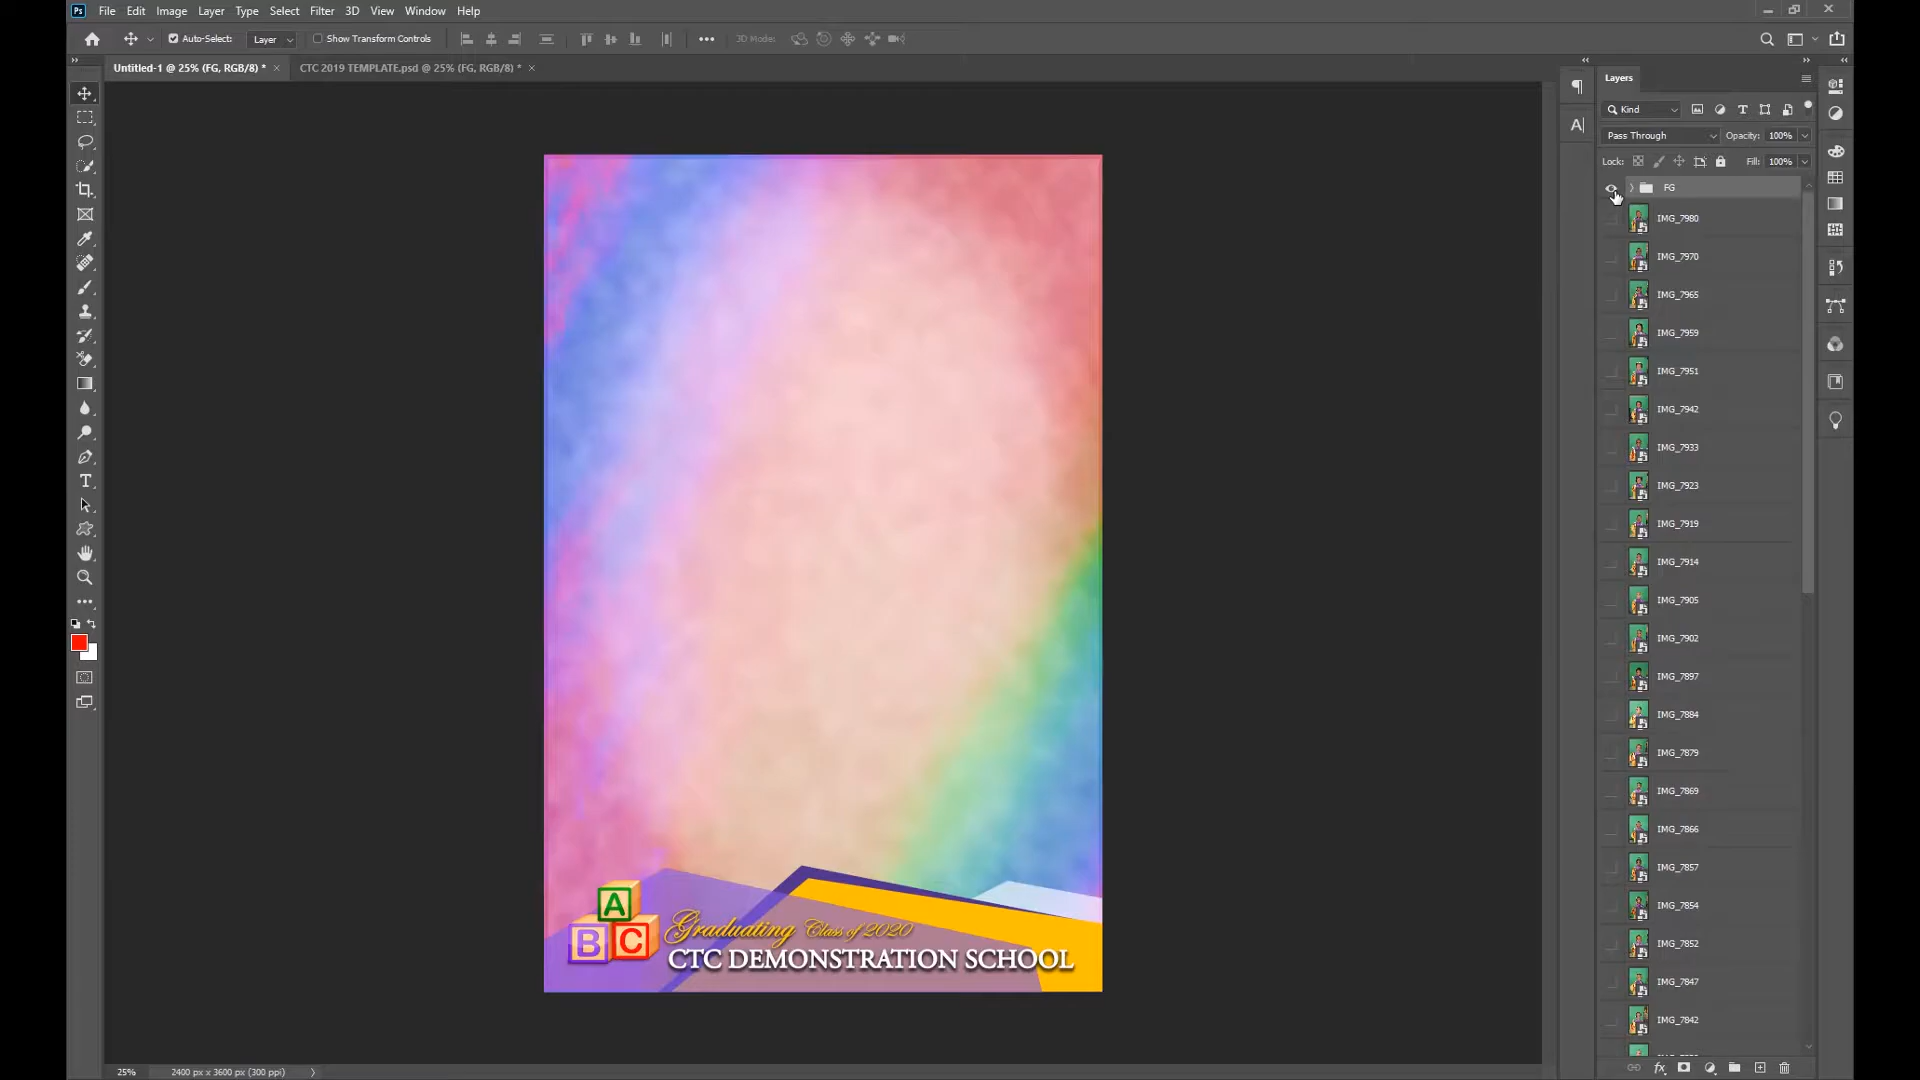 Ps File Edit Image Layer Type Select Filter 3D View Window Help
Auto-Select: Layer Show Transform Controls 3D Mode:
Untitled-1 @ 25% (FG, RGB/8) * × CTC 2019 TEMPLATE.psd @ 25% (FG, RGB/8) * ×
Layers
Kind
Pass Through Opacity: 100%
Lock: Fill: 100%
FG
IMG_7980
IMG_7970
IMG_7965
IMG_7959
IMG_7951
IMG_7942
IMG_7933
IMG_7923
IMG_7919
IMG_7914
IMG_7905
IMG_7902
IMG_7897
IMG_7884
IMG_7879
IMG_7869
IMG_7866
IMG_7857
IMG_7854
IMG_7852
IMG_7847
IMG_7842
A
B C
Graduating Class of 2020
CTC DEMONSTRATION SCHOOL
25% 2400 px x 3600 px (300 ppi)